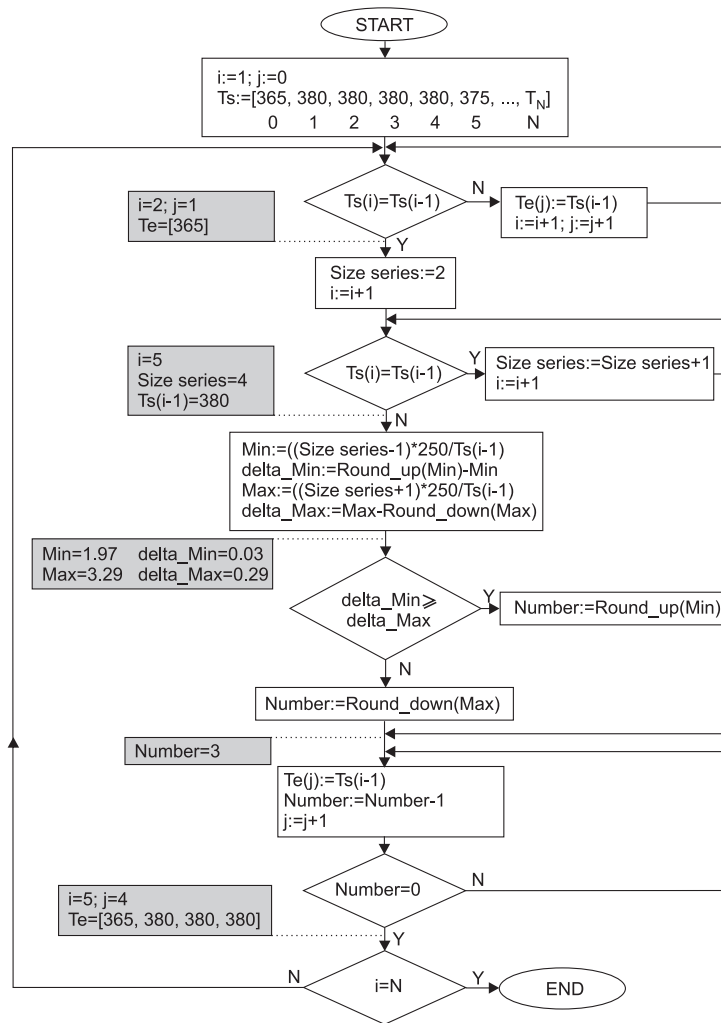 START
i:=1; j:=0
Ts:=[365, 380, 380, 380, 380, 375, ..., T_N]
0 1 2 3 4 5 N
Ts(i)=Ts(i-1)
N
Te(j):=Ts(i-1)
i:=i+1; j:=j+1
i=2; j=1
Te=[365]
Y
Size series:=2
i:=i+1
Ts(i)=Ts(i-1)
Y
Size series:=Size series+1
i:=i+1
i=5
Size series=4
Ts(i-1)=380
N
Min:=((Size series-1)*250/Ts(i-1)
delta_Min:=Round_up(Min)-Min
Max:=((Size series+1)*250/Ts(i-1)
delta_Max:=Max-Round_down(Max)
Min=1.97 delta_Min=0.03
Max=3.29 delta_Max=0.29
delta_Min⩾
delta_Max
Y
Number:=Round_up(Min)
N
Number:=Round_down(Max)
Number=3
Te(j):=Ts(i-1)
Number:=Number-1
j:=j+1
Number=0
N
i=5; j=4
Te=[365, 380, 380, 380]
Y
N
i=N
Y
END